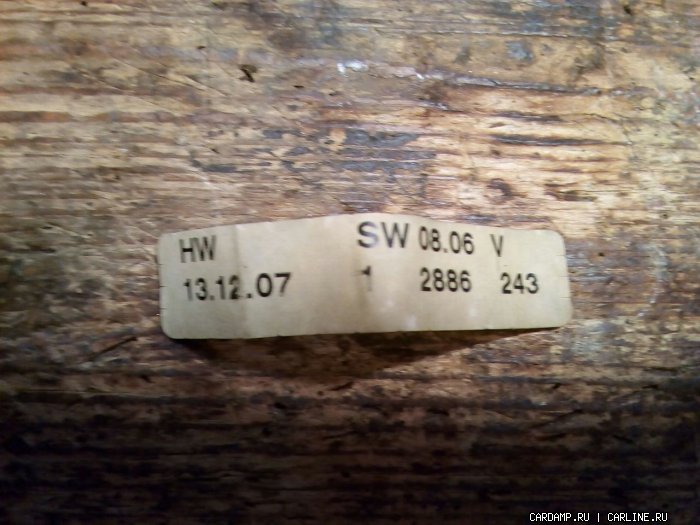 HW SW 08.06 V
13.12.07 1 2886 243
CARDAMP.RU | CARLINE.RU